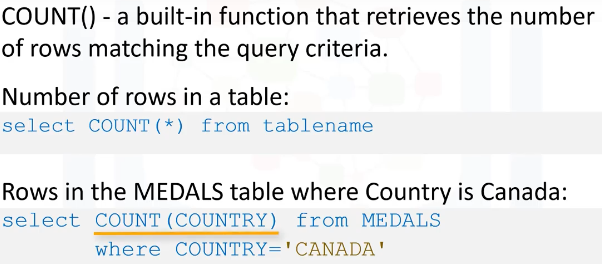 COUNT() - a built-in function that retrieves the number
of rows matching the query criteria.
Number of rows in a table:
select COUNT(*) from tablename
Rows in the MEDALS table where Country is Canada:
select COUNT(COUNTRY) from MEDALS
where COUNTRY='CANADA'